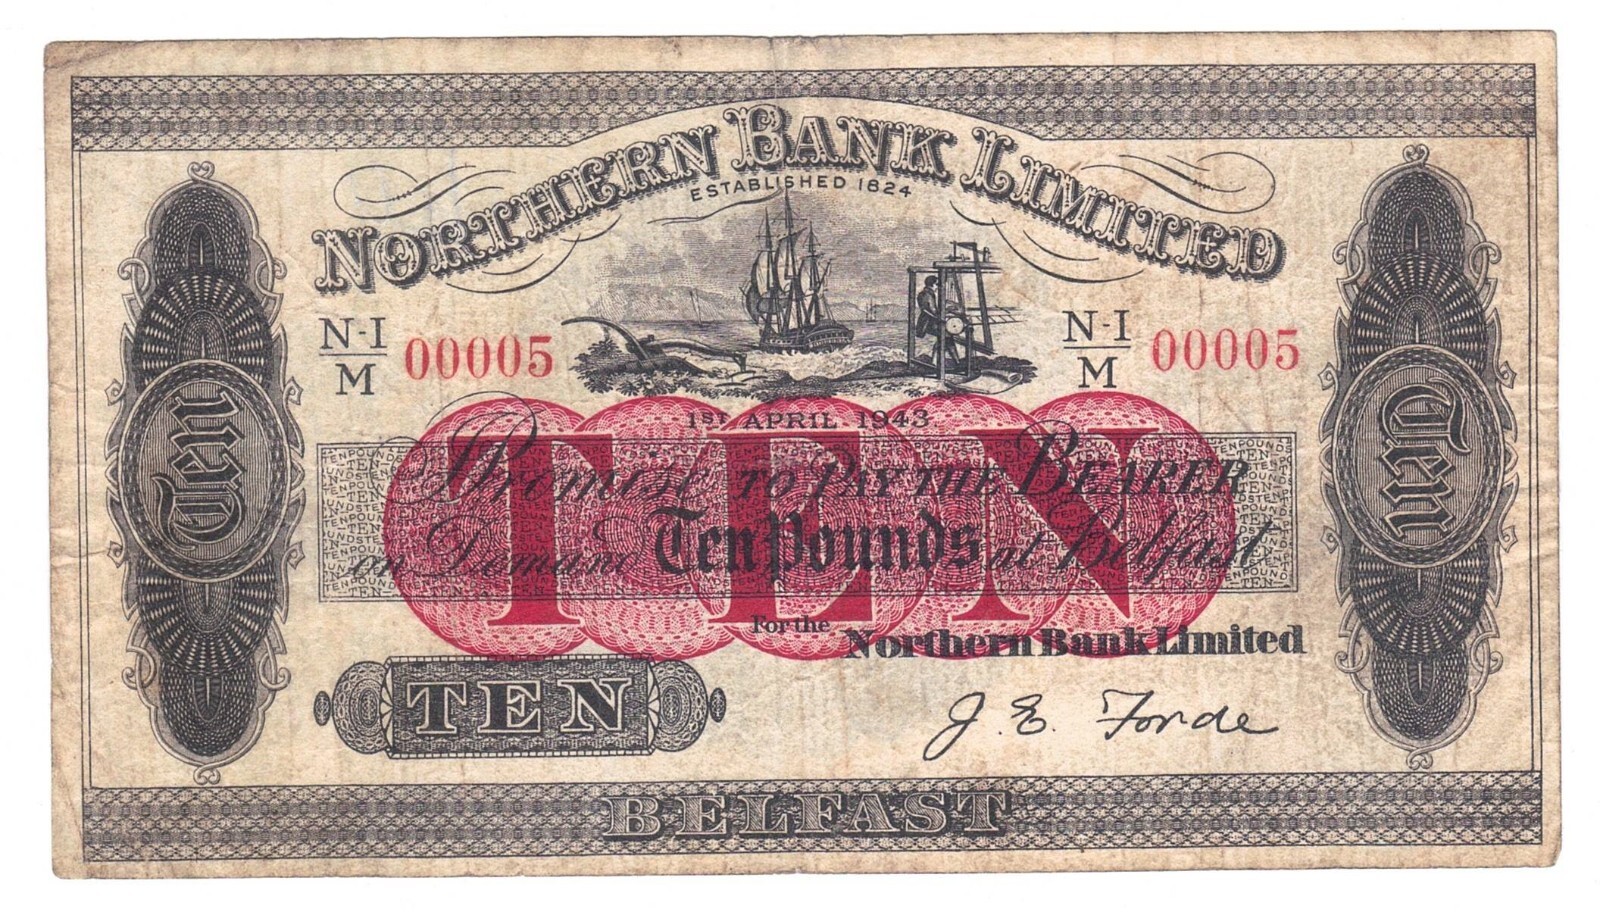 NORTHERN BANK LIMITED
ESTABLISHED 1824
N-I/M 00005 N-I/M 00005
1ST APRIL 1943
TEN
I Promise TO PAY THE BEARER
on Demand Ten Pounds at Belfast
For the Northern Bank Limited
Ten
Ten
TEN
J. E. Forde
BELFAST